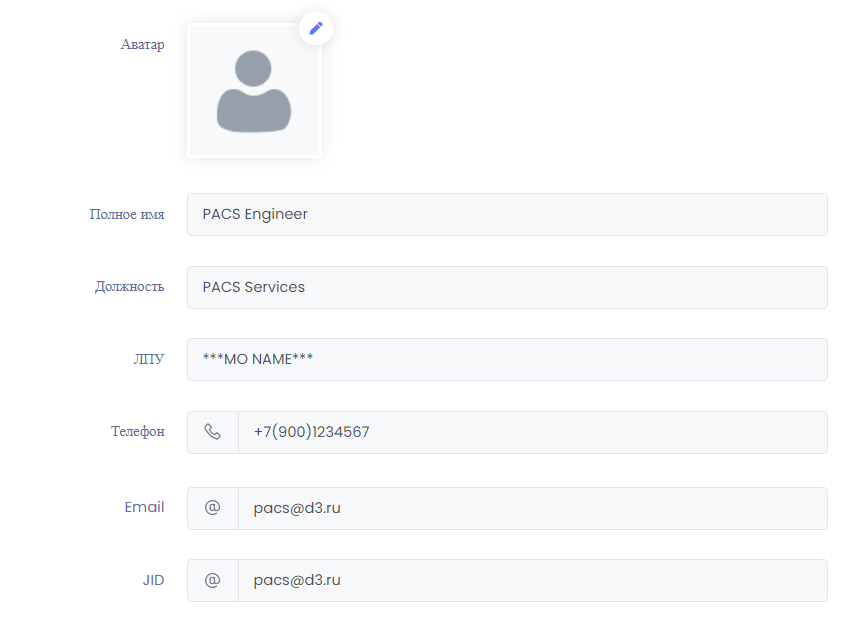 Аватар
Полное имя PACS Engineer
Должность PACS Services
ЛПУ ***MO NAME***
Телефон +7(900)1234567
Email @ pacs@d3.ru
JID @ pacs@d3.ru